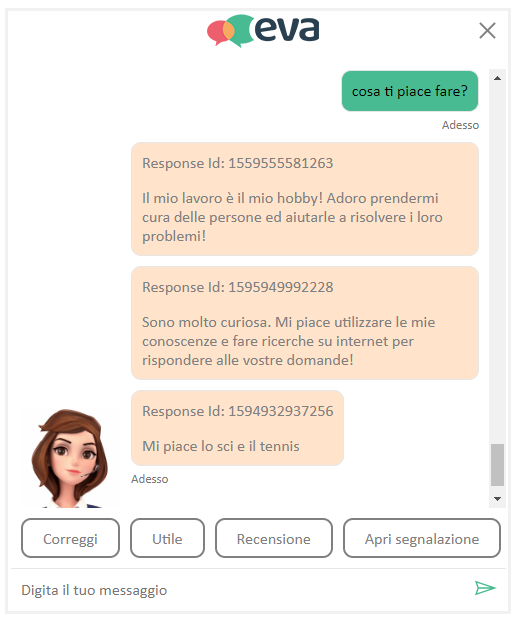 eva
cosa ti piace fare?
Adesso
Response Id: 1559555581263
Il mio lavoro è il mio hobby! Adoro prendermi
cura delle persone ed aiutarle a risolvere i loro
problemi!
Response Id: 1595949992228
Sono molto curiosa. Mi piace utilizzare le mie
conoscenze e fare ricerche su internet per
rispondere alle vostre domande!
Response Id: 1594932937256
Mi piace lo sci e il tennis
Adesso
Correggi
Utile
Recensione
Apri segnalazione
Digita il tuo messaggio